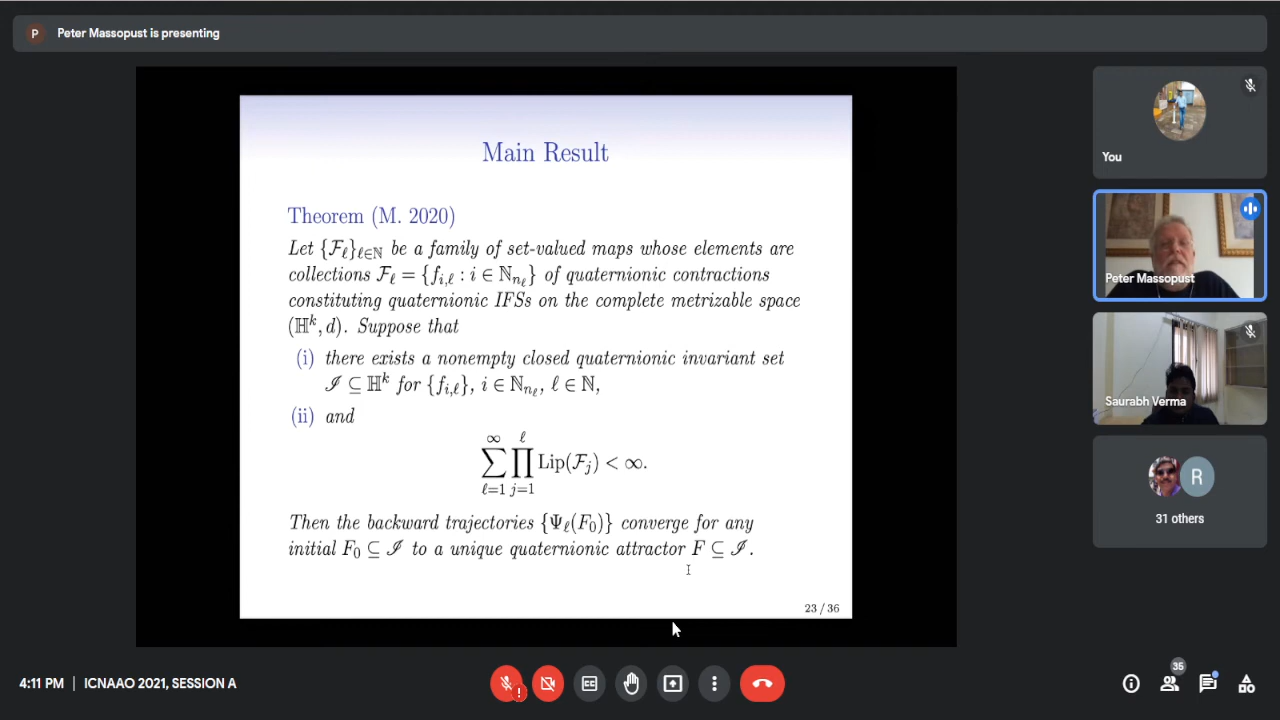 P Peter Massopust is presenting
Main Result
Theorem (M. 2020)
Let {ℱ_ℓ}_{ℓ∈ℕ} be a family of set-valued maps whose elements are
collections ℱ_ℓ = {f_{i,ℓ} : i ∈ ℕ_{n_ℓ}} of quaternionic contractions
constituting quaternionic IFSs on the complete metrizable space
(ℍ^k, d). Suppose that
(i) there exists a nonempty closed quaternionic invariant set
ℐ ⊆ ℍ^k for {f_{i,ℓ}}, i ∈ ℕ_{n_ℓ}, ℓ ∈ ℕ,
(ii) and
∑_{ℓ=1}^{∞} ∏_{j=1}^{ℓ} Lip(ℱ_j) < ∞.
Then the backward trajectories {Ψ_ℓ(F_0)} converge for any
initial F_0 ⊆ ℐ to a unique quaternionic attractor F ⊆ ℐ.
23 / 36
You
Peter Massopust
Saurabh Verma
R
31 others
4:11 PM | ICNAAO 2021, SESSION A
35